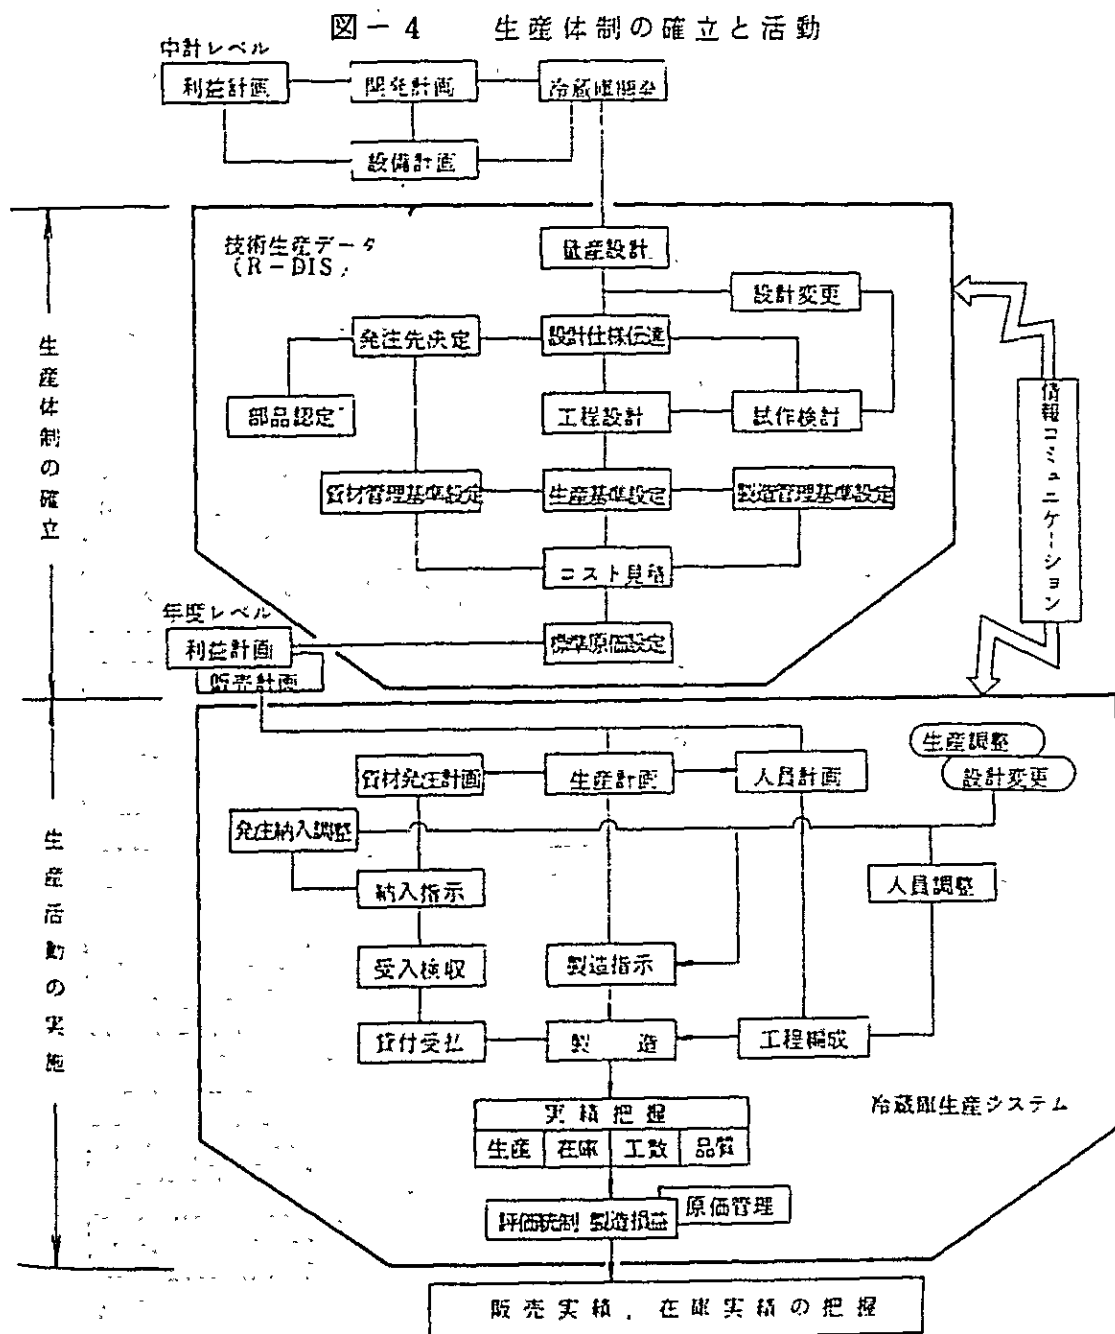 図－4 生産体制の確立と活動
中計レベル
利益計画
開発計画
冷蔵庫
設備計画
技術生産データ
(R－DIS)
量産設計
設計変更
発注先決定
設計仕様伝達
部品認定
工程設計
試作検討
資材管理基準設定
生産基準設定
製造管理基準設定
コスト見積
年度レベル
利益計画
販売計画
標準原価設定
生産体制の確立
情報コミュニケーション
生産調整
設計変更
資材発注計画
生産計画
人員計画
発注納入調整
納入指示
人員調整
受入検収
製造指示
買付受払
製造
工程編成
実績把握
生産
在庫
工数
品質
冷蔵庫生産システム
評価統制 製造損益
原価管理
生産活動の実施
販売実績，在庫実績の把握